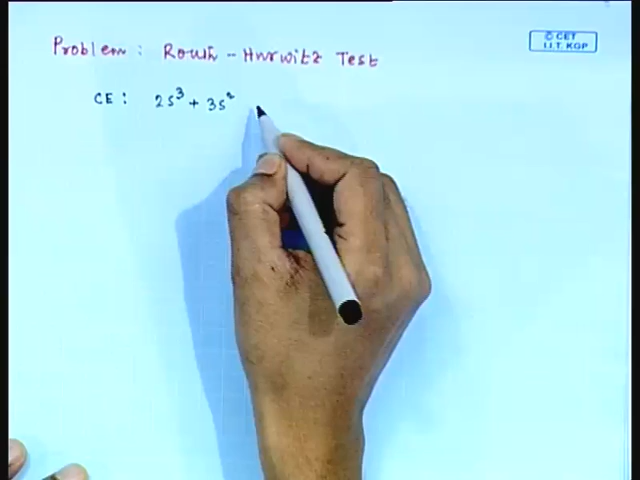 Problem : Routh - Hurwitz Test
© CET
I.I.T. KGP
CE : 2s³ + 3s²